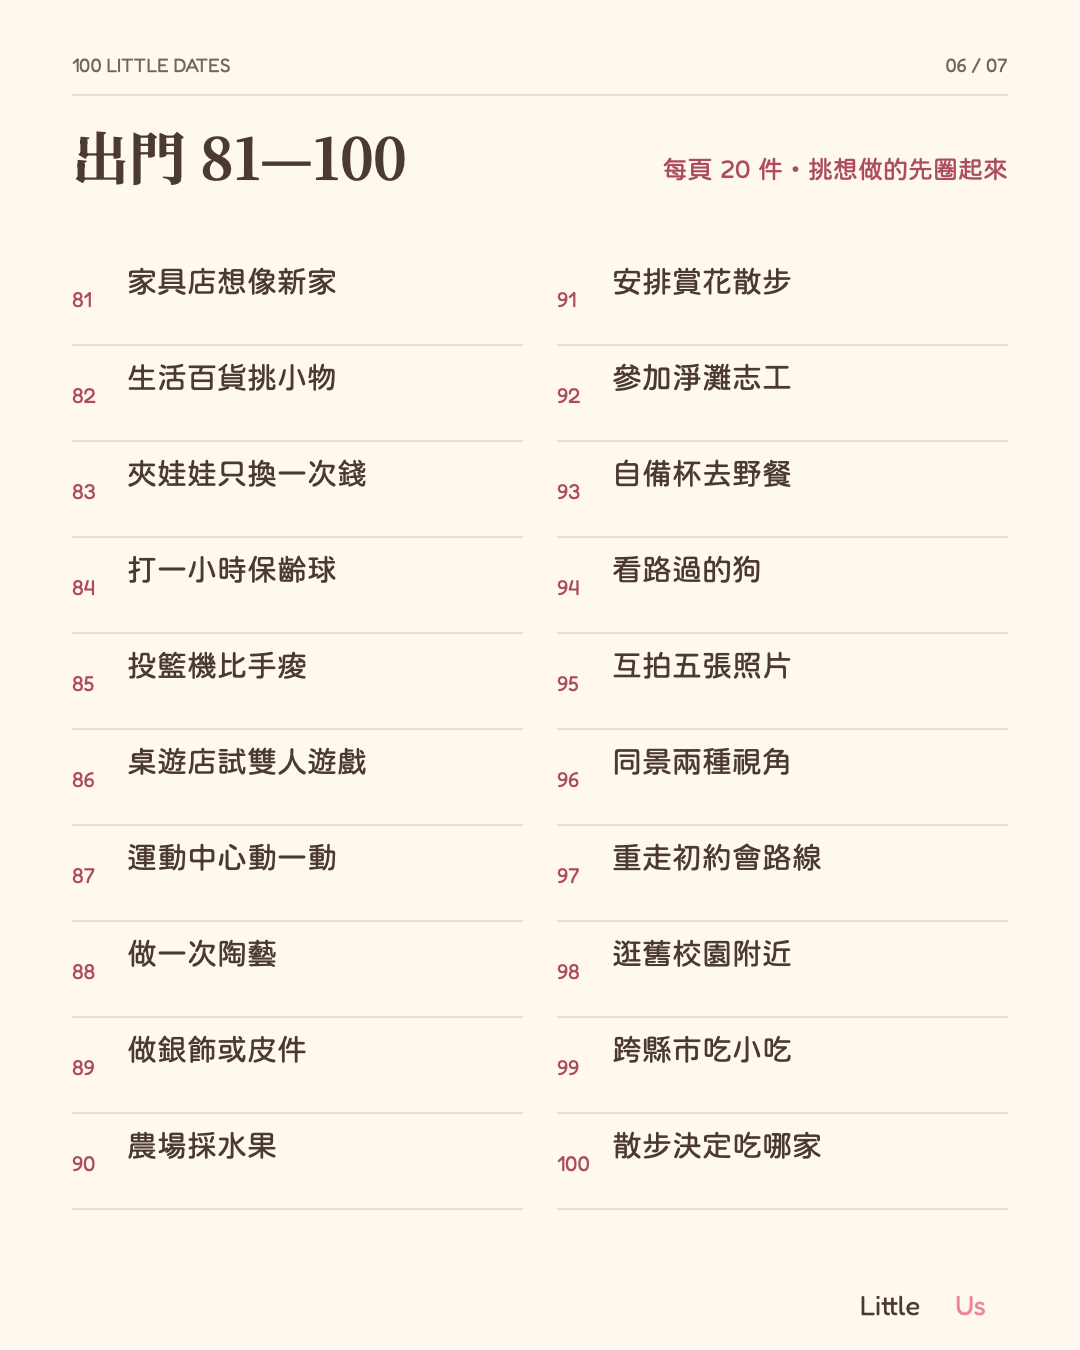 100 LITTLE DATES
06 / 07
出門 81—100
每頁 20 件・挑想做的先圈起來
81 家具店想像新家
82 生活百貨挑小物
83 夾娃娃只換一次錢
84 打一小時保齡球
85 投籃機比手痠
86 桌遊店試雙人遊戲
87 運動中心動一動
88 做一次陶藝
89 做銀飾或皮件
90 農場採水果
91 安排賞花散步
92 參加淨灘志工
93 自備杯去野餐
94 看路過的狗
95 互拍五張照片
96 同景兩種視角
97 重走初約會路線
98 逛舊校園附近
99 跨縣市吃小吃
100 散步決定吃哪家
Little Us